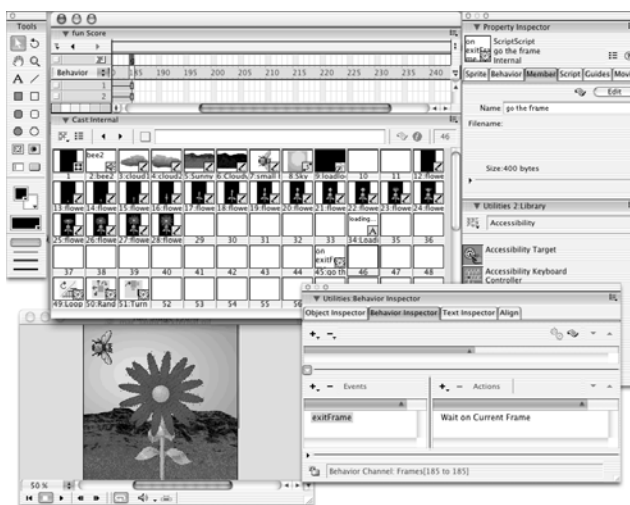 Tools
fun Score
Behavior
185 190 195 200 205 210 215 220 225 230 235 240
1
2
Cast Internal
46
bee2
1 2:bee2 3:cloud1 4:cloud2 5:Sunny 6:Cloudy 7:small b 8:Sky 10 11 12:flowe
13:flowe 14:flowe 15:flowe 16:flowe 17:flowe 18:flowe 19:flowe 20:flowe 21:flowe 22:flowe 23:flowe 24:flowe
loading...
25:flowe 26:flowe 27:flowe 28:flowe 29 30 31 32 33 34:Loadi 35 36
on
exitF
37 38 39 40 41 42 43 44 45:go th 46 47 48
49:Loop 50:Rand 51:Turn 52 53 54 55
50 %
Property Inspector
on
ScriptScript
go the frame
Internal
Sprite Behavior Member Script Guides Movi
Edit
Name: go the frame
Filename:
Size:400 bytes
Utilities 2 Library
Accessibility
Accessibility Target
Accessibility Keyboard
Controller
Utilities:Behavior Inspector
Object Inspector Behavior Inspector Text Inspector Align
Events
Actions
exitFrame
Wait on Current Frame
Behavior Channel: Frames[185 to 185]